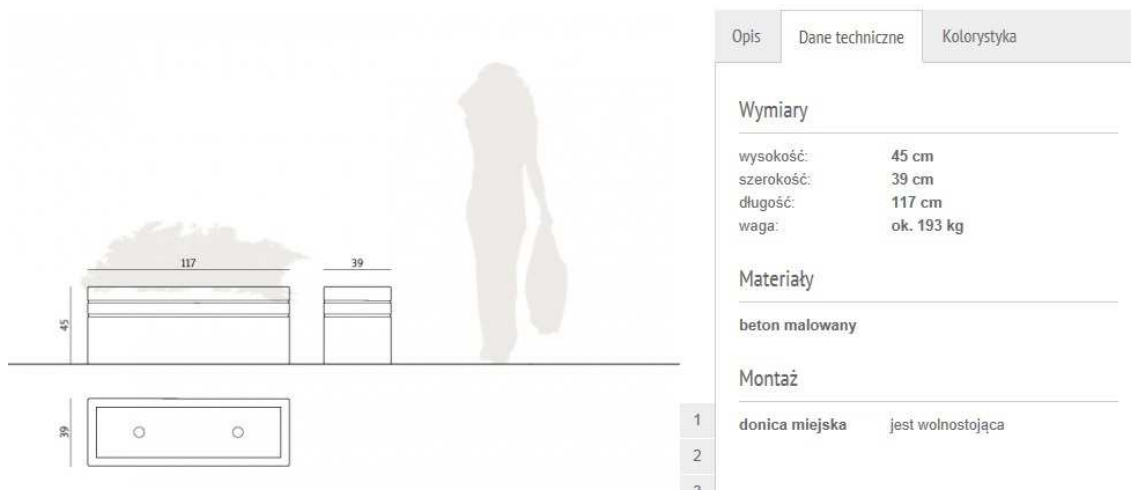 Opis Dane techniczne Kolorystyka
Wymiary
wysokość: 45 cm
szerokość: 39 cm
długość: 117 cm
waga: ok. 193 kg
Materiały
beton malowany
Montaż
donica miejska jest wolnostojąca
117 39
45
39
1
2